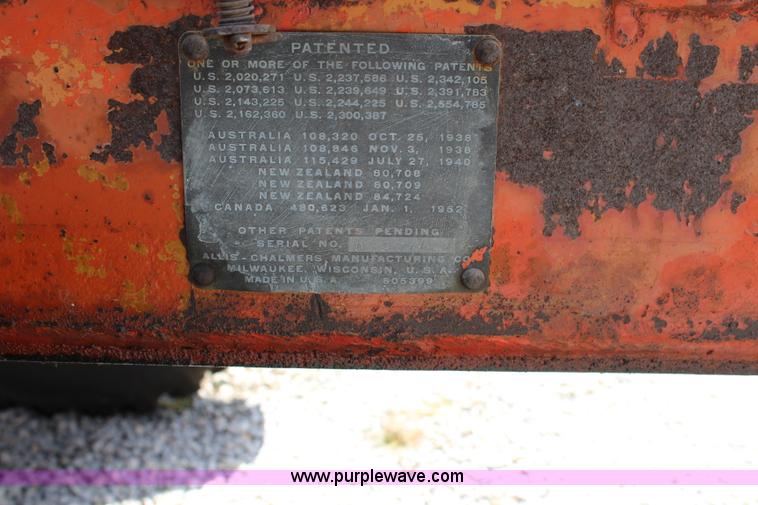 PATENTED
ONE OR MORE OF THE FOLLOWING PATENTS
U.S. 2,020,271 U.S. 2,237,586 U.S. 2,342,105
U.S. 2,073,613 U.S. 2,239,649 U.S. 2,391,783
U.S. 2,143,225 U.S. 2,244,225 U.S. 2,554,785
U.S. 2,162,360 U.S. 2,300,387
AUSTRALIA 108,320 OCT. 25, 1938
AUSTRALIA 108,846 NOV. 3, 1938
AUSTRALIA 115,429 JULY 27, 1940
NEW ZEALAND 80,708
NEW ZEALAND 80,709
NEW ZEALAND 84,724
CANADA 480,623 JAN. 1, 1952
OTHER PATENTS PENDING
SERIAL NO.
ALLIS-CHALMERS MANUFACTURING CO.
MILWAUKEE, WISCONSIN, U.S.A.
MADE IN U.S.A. 805399
www.purplewave.com